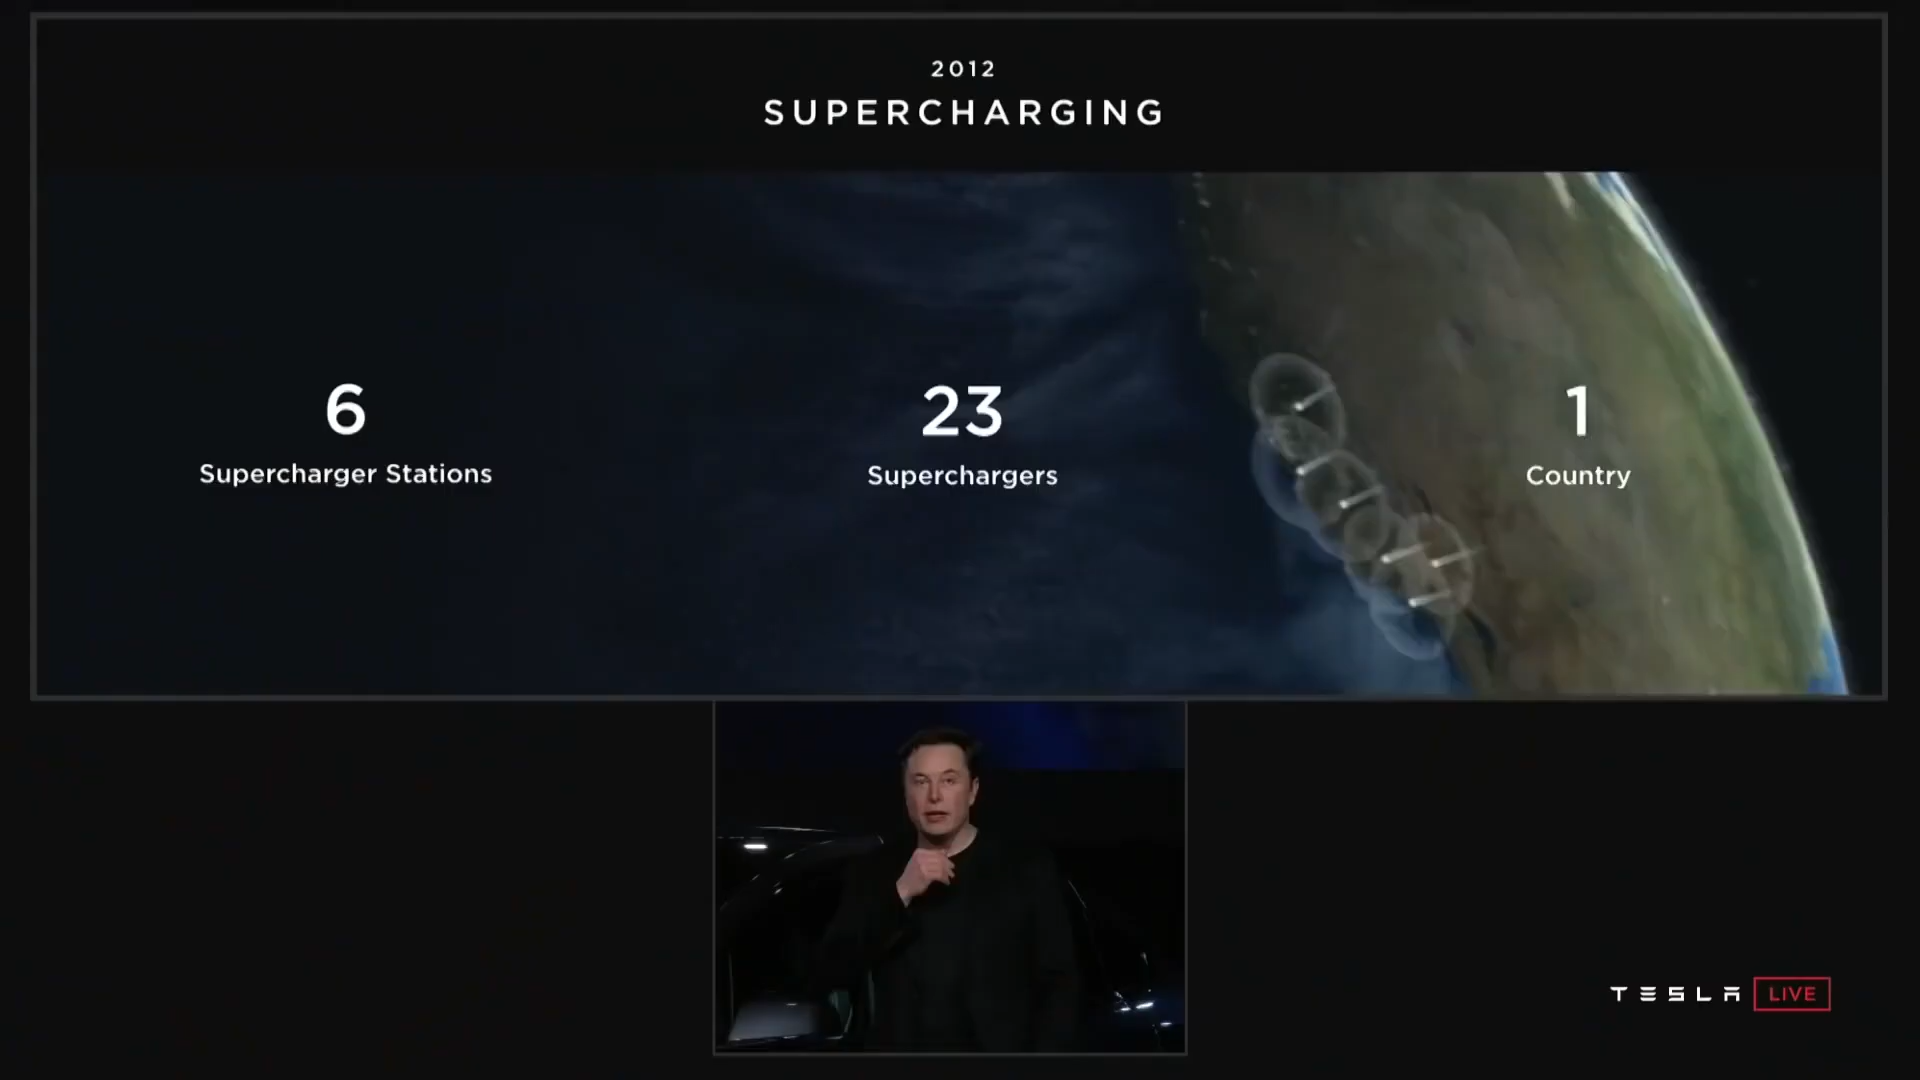 2012
SUPERCHARGING
6
Supercharger Stations
23
Superchargers
1
Country
TESLA LIVE